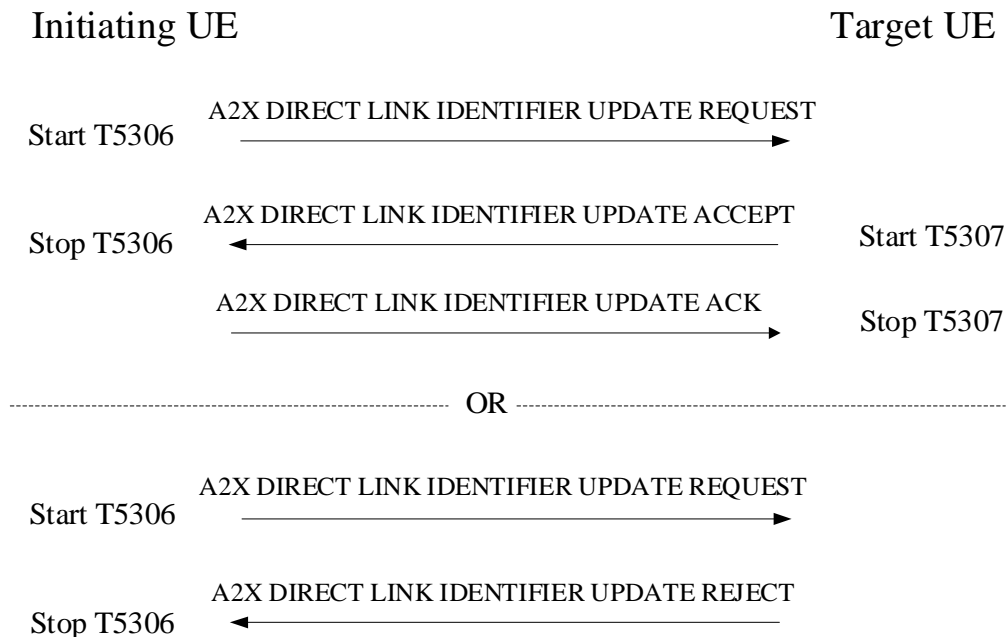 Initiating UE
Target UE
A2X DIRECT LINK IDENTIFIER UPDATE REQUEST
Start T5306
A2X DIRECT LINK IDENTIFIER UPDATE ACCEPT
Stop T5306
Start T5307
A2X DIRECT LINK IDENTIFIER UPDATE ACK
Stop T5307
OR
A2X DIRECT LINK IDENTIFIER UPDATE REQUEST
Start T5306
A2X DIRECT LINK IDENTIFIER UPDATE REJECT
Stop T5306